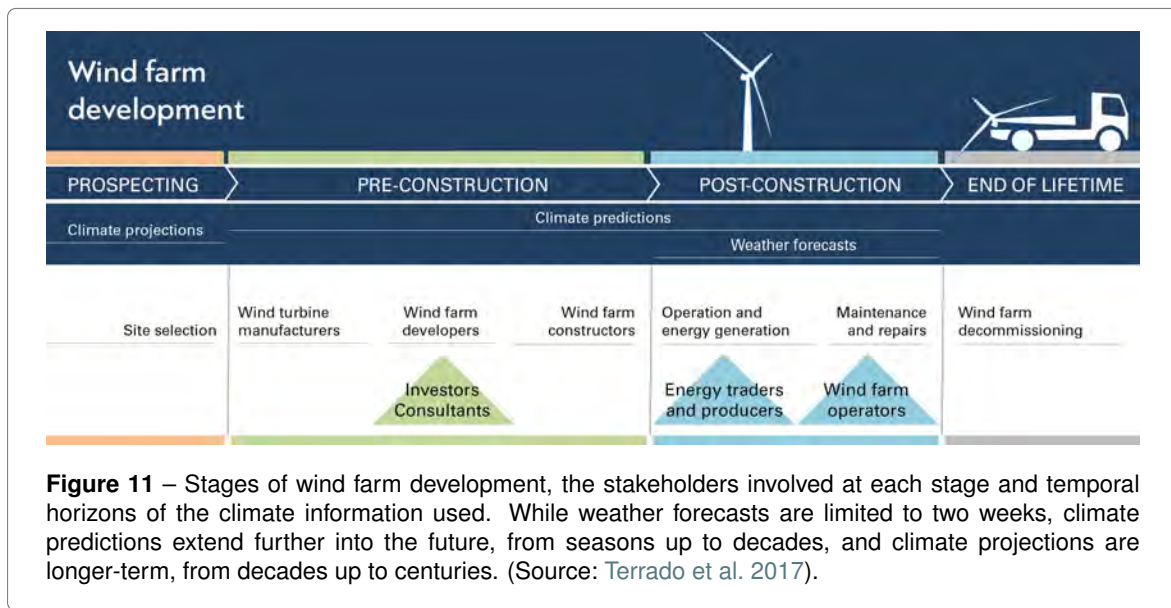 Wind farm
development
PROSPECTING
PRE-CONSTRUCTION
POST-CONSTRUCTION
END OF LIFETIME
Climate projections
Climate predictions
Weather forecasts
Site selection
Wind turbine
manufacturers
Wind farm
developers
Wind farm
constructors
Operation and
energy generation
Maintenance
and repairs
Wind farm
decommissioning
Investors
Consultants
Energy traders
and producers
Wind farm
operators
Figure 11 – Stages of wind farm development, the stakeholders involved at each stage and temporal
horizons of the climate information used. While weather forecasts are limited to two weeks, climate
predictions extend further into the future, from seasons up to decades, and climate projections are
longer-term, from decades up to centuries. (Source: Terrado et al. 2017).